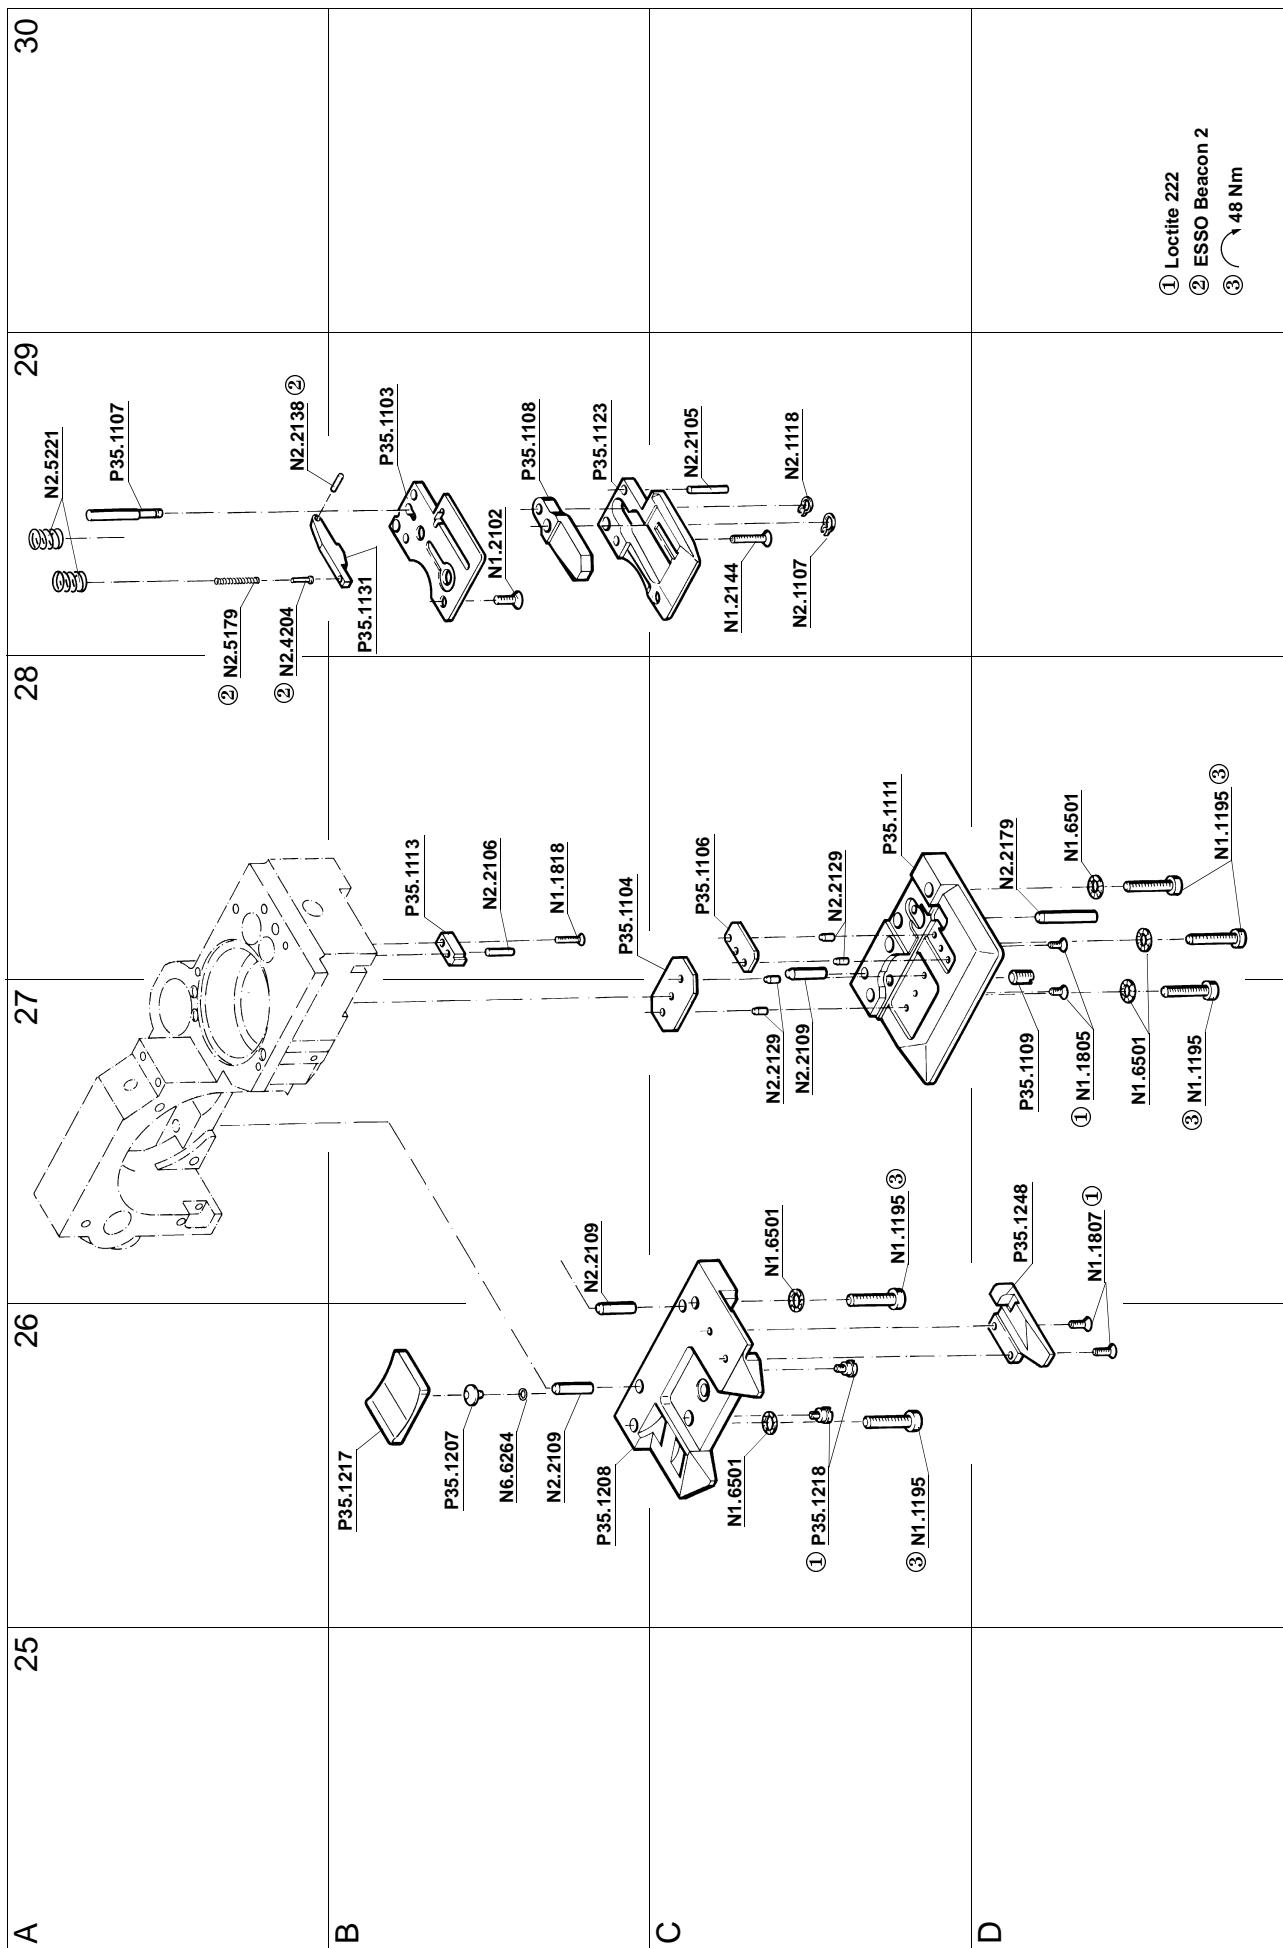 A
25
26
27
28
29
30
B
C
D
N2.5221
P35.1107
N2.2138 ②
② N2.5179
② N2.4204
P35.1131
P35.1103
N1.2102
P35.1108
P35.1123
N2.2105
N1.2144
N2.1118
N2.1107
P35.1113
N2.2106
N1.1818
P35.1104
P35.1106
N2.2129
N2.2129
N2.2109
P35.1111
N2.2179
P35.1109
N1.6501
① N1.1805
N1.6501
N1.1195 ③
③ N1.1195
P35.1217
P35.1207
N6.6264
N2.2109
N2.2109
P35.1208
N1.6501
N1.6501
N1.1195 ③
① P35.1218
③ N1.1195
P35.1248
N1.1807 ①
① Loctite 222
② ESSO Beacon 2
③ 48 Nm